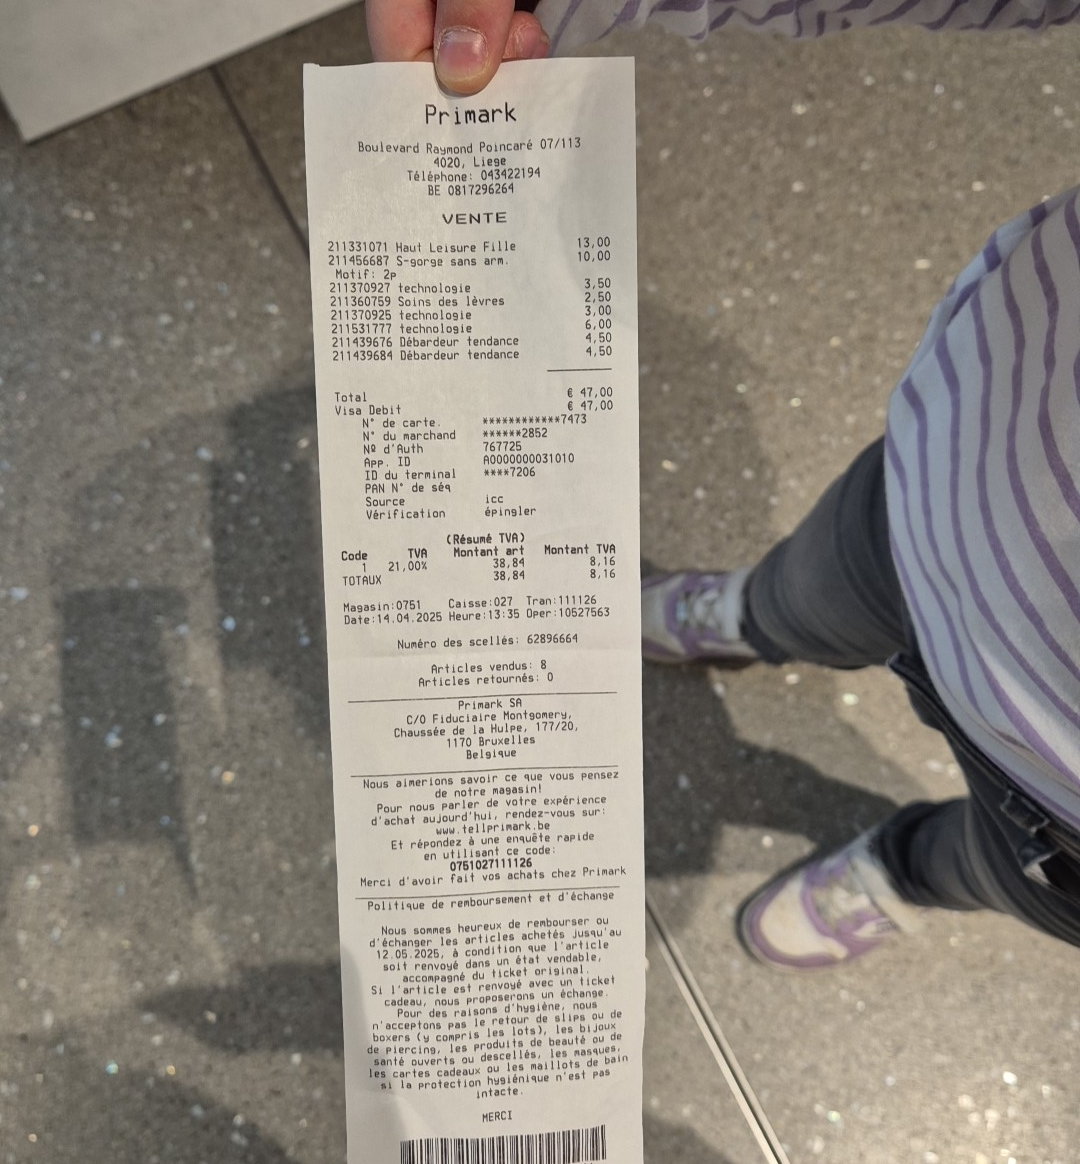 Primark
Boulevard Raymond Poincaré 07/113
4020, Liege
Téléphone: 043422194
BE 0817296264
VENTE
211331071 Haut Leisure Fille 13,00
211456687 S-gorge sans arm. 10,00
Motif: 2p
211370927 technologie 3,50
211360759 Soins des lèvres 2,50
211370925 technologie 3,00
211531777 technologie 6,00
211439676 Débardeur tendance 4,50
211439684 Débardeur tendance 4,50
Total € 47,00
Visa Debit € 47,00
N° de carte. ************7473
N° du marchand ******2852
Nº d'Auth 767725
App. ID A0000000031010
ID du terminal ****7206
PAN N° de séq
Source icc
Vérification épingler
(Résumé TVA)
Code TVA Montant art Montant TVA
1 21,00% 38,84 8,16
TOTAUX 38,84 8,16
Magasin:0751 Caisse:027 Tran:111126
Date:14.04.2025 Heure:13:35 Oper:10527563
Numéro des scellés: 62896664
Articles vendus: 8
Articles retournés: 0
Primark SA
C/O Fiduciaire Montgomery,
Chaussée de la Hulpe, 177/20,
1170 Bruxelles
Belgique
Nous aimerions savoir ce que vous pensez
de notre magasin!
Pour nous parler de votre expérience
d'achat aujourd'hui, rendez-vous sur:
www.tellprimark.be
Et répondez à une enquête rapide
en utilisant ce code:
0751027111126
Merci d'avoir fait vos achats chez Primark
Politique de remboursement et d'échange
Nous sommes heureux de rembourser ou
d'échanger les articles achetés jusqu'au
12.05.2025, à condition que l'article
soit renvoyé dans un état vendable,
accompagné du ticket original.
Si l'article est renvoyé avec un ticket
cadeau, nous proposerons un échange.
Pour des raisons d'hygiène, nous
n'acceptons pas le retour de slips ou de
boxers (y compris les lots), les bijoux
de piercing, les produits de beauté ou de
santé ouverts ou descellés, les masques,
les cartes cadeaux ou les maillots de bain
si la protection hygiénique n'est pas
intacte.
MERCI